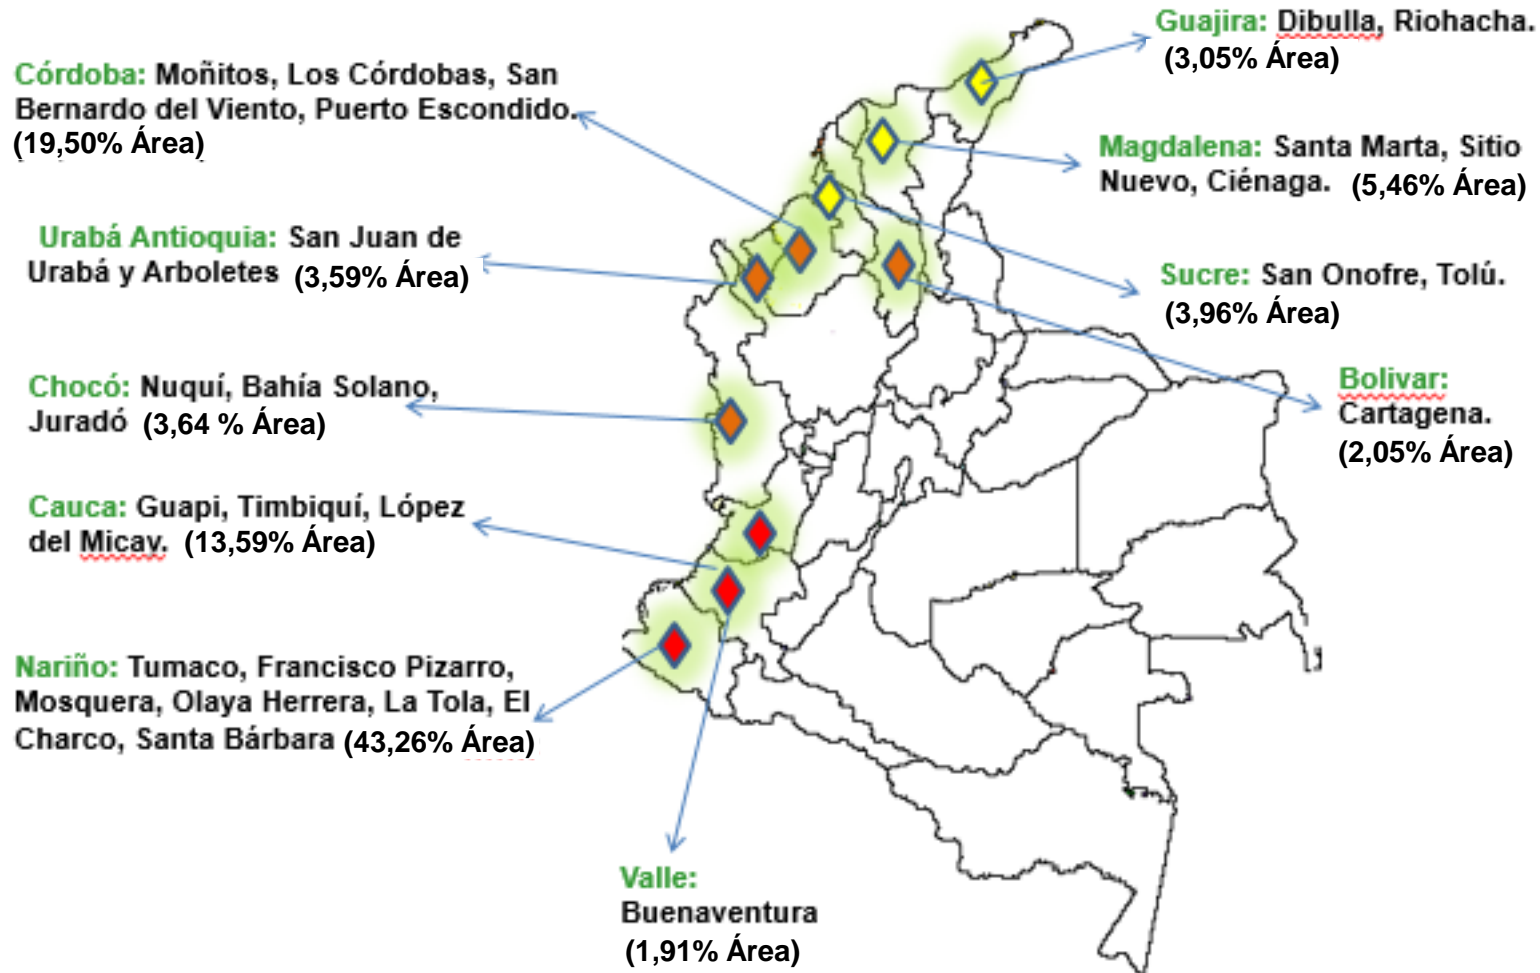 Guajira: Dibulla, Riohacha.
(3,05% Área)
Córdoba: Moñitos, Los Córdobas, San
Bernardo del Viento, Puerto Escondido.
(19,50% Área)
Magdalena: Santa Marta, Sitio
Nuevo, Ciénaga. (5,46% Área)
Urabá Antioquia: San Juan de
Urabá y Arboletes (3,59% Área)
Sucre: San Onofre, Tolú.
(3,96% Área)
Chocó: Nuquí, Bahía Solano,
Juradó (3,64 % Área)
Bolivar:
Cartagena.
(2,05% Área)
Cauca: Guapi, Timbiquí, López
del Micay. (13,59% Área)
Nariño: Tumaco, Francisco Pizarro,
Mosquera, Olaya Herrera, La Tola, El
Charco, Santa Bárbara (43,26% Área)
Valle:
Buenaventura
(1,91% Área)